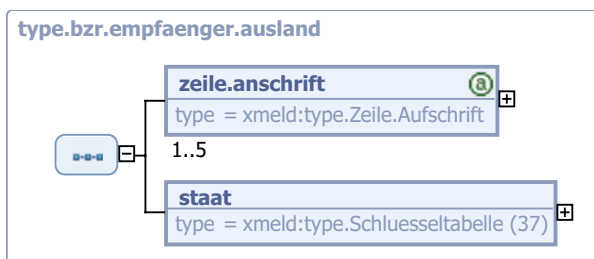 type.bzr.empfaenger.ausland
zeile.anschrift
type = xmeld:type.Zeile.Aufschrift
1..5
staat
type = xmeld:type.Schluesseltabelle (37)